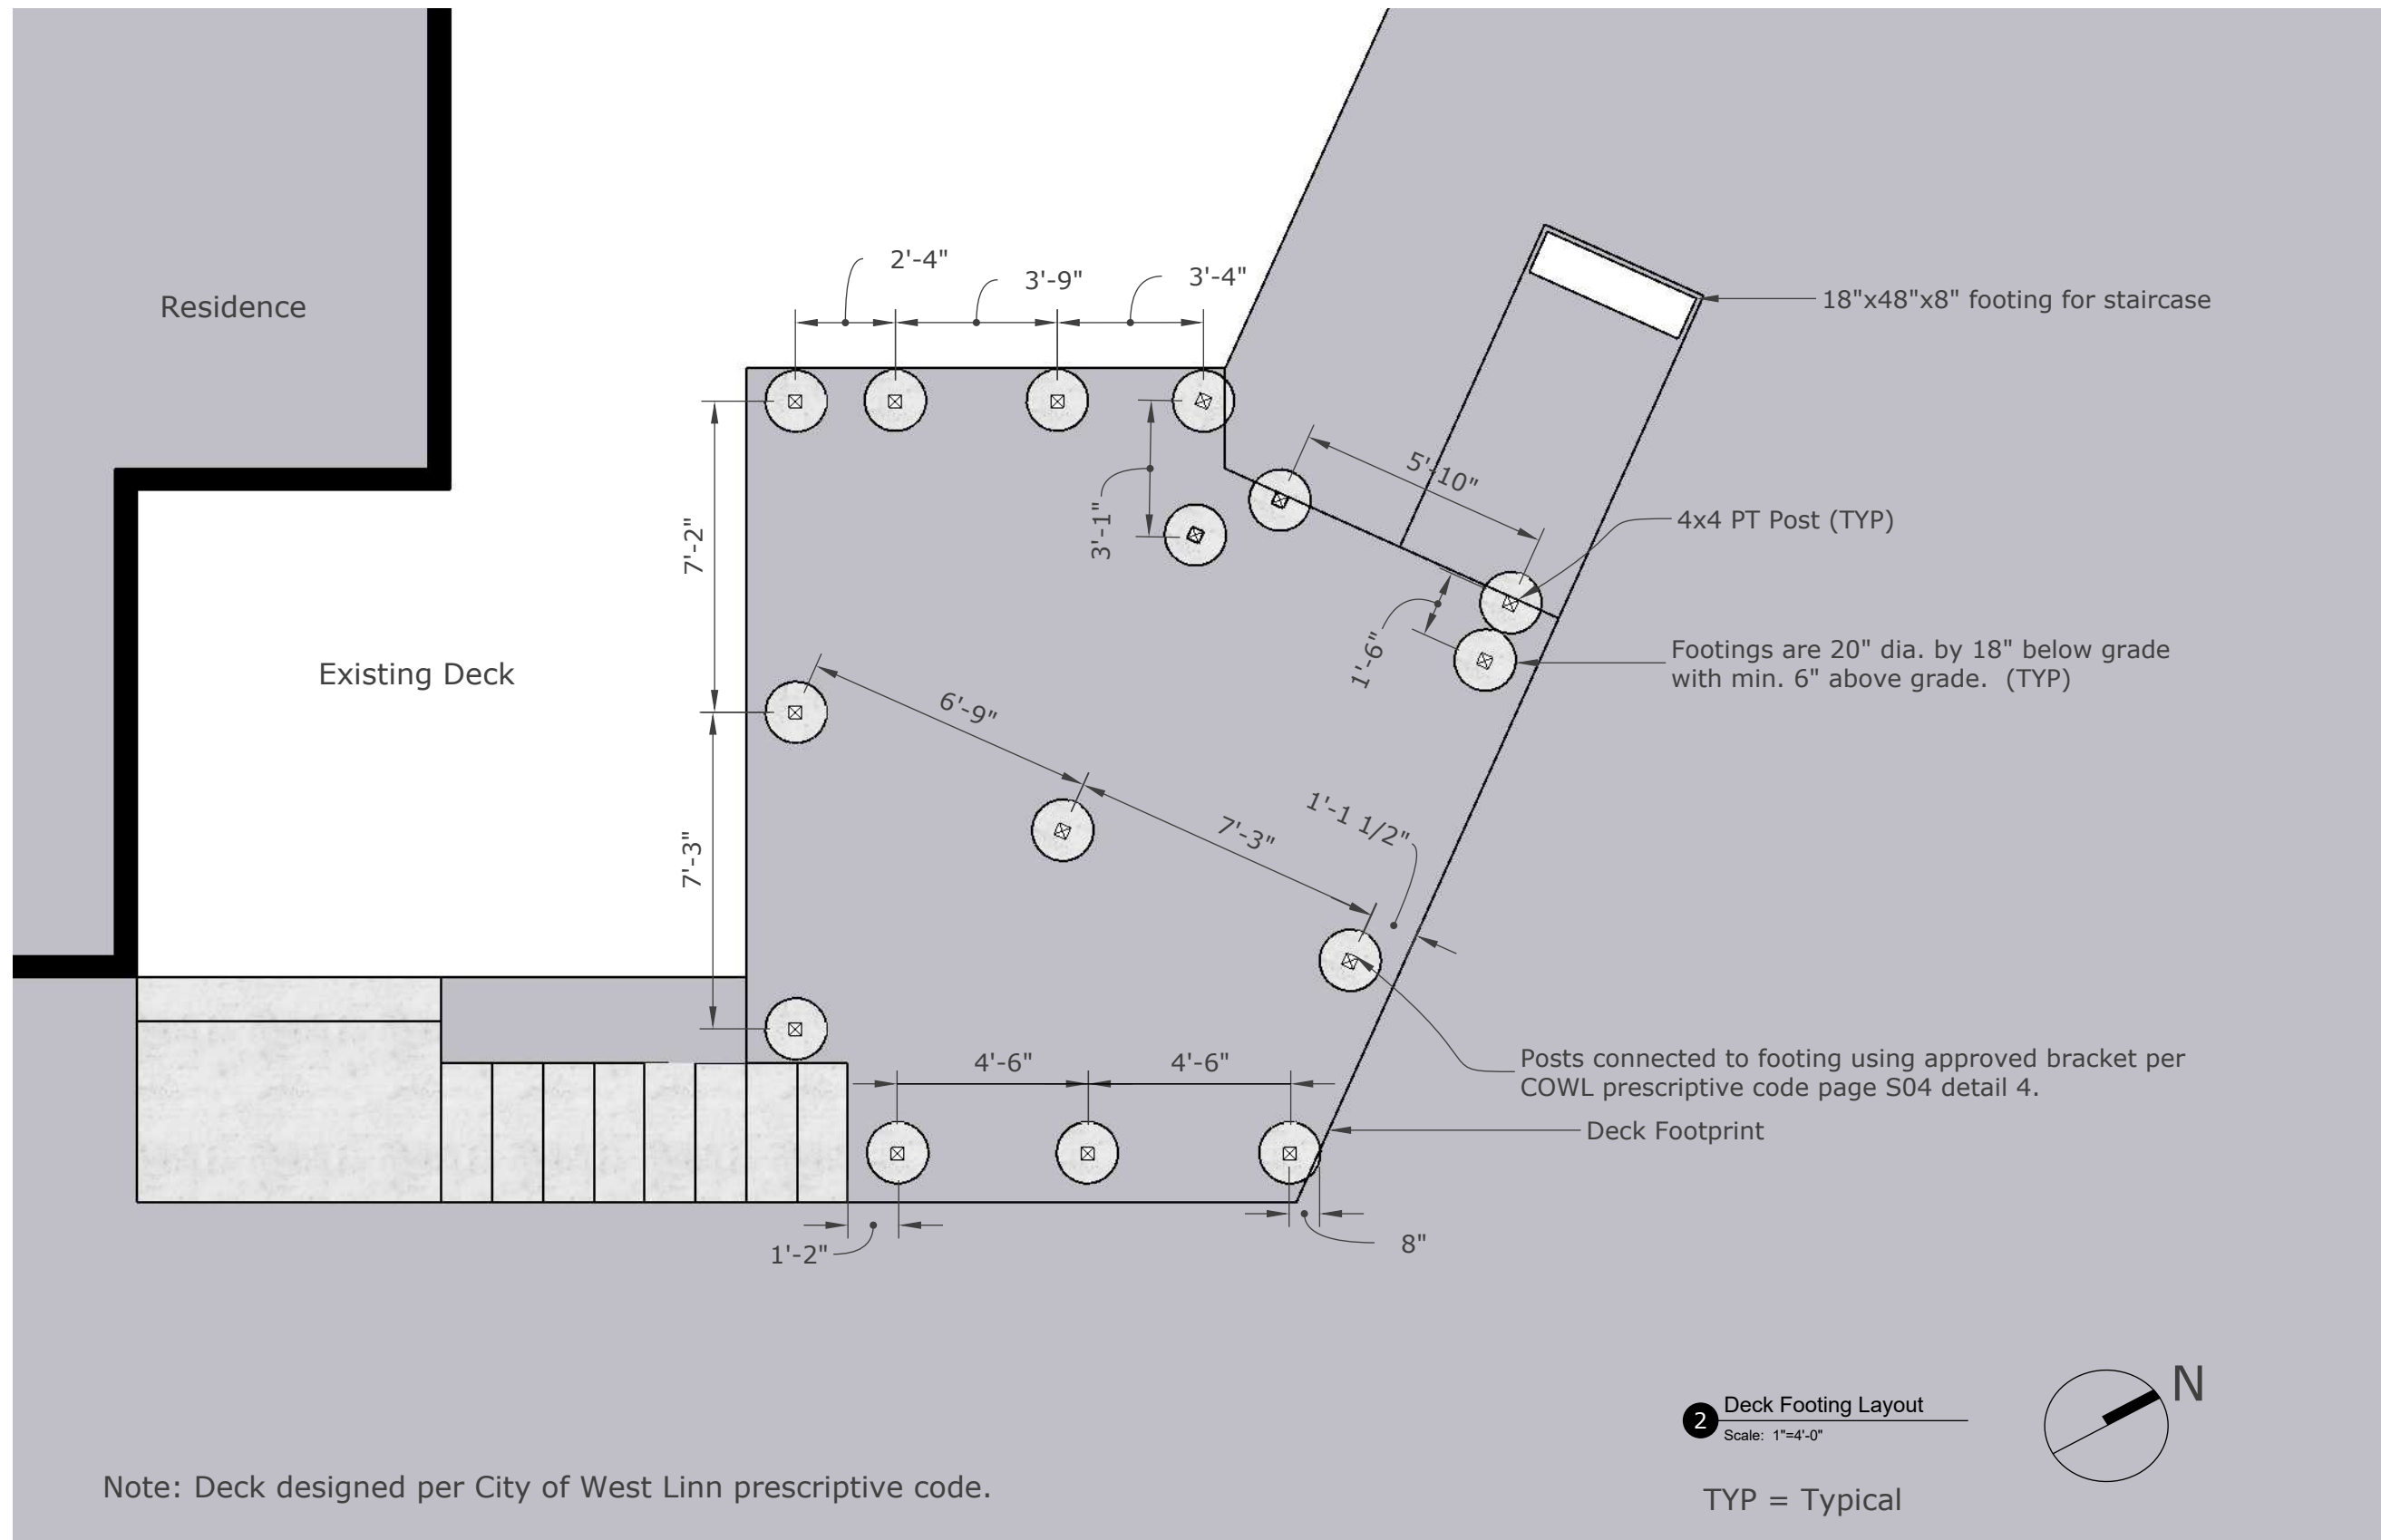 2'-4"
3'-9"
3'-4"
Residence
18"x48"x8" footing for staircase
5'-10"
4x4 PT Post (TYP)
3'-1"
7'-2"
1'-6"
Footings are 20" dia. by 18" below grade
with min. 6" above grade.  (TYP)
Existing Deck
6'-9"
1'-1 1/2"
7'-3"
7'-3"
4'-6"
4'-6"
Posts connected to footing using approved bracket per
COWL prescriptive code page S04 detail 4.
Deck Footprint
1'-2"
8"
N
2
Deck Footing Layout
Scale:  1"=4'-0"
Note: Deck designed per City of West Linn prescriptive code.
TYP = Typical